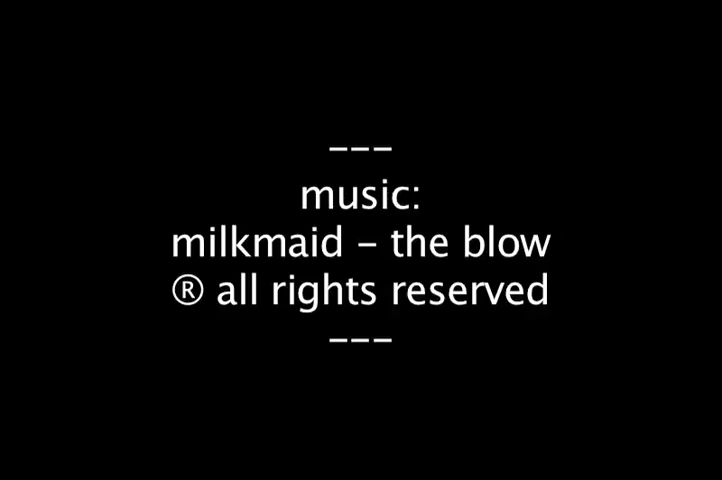 ---
music:
milkmaid - the blow
® all rights reserved
---